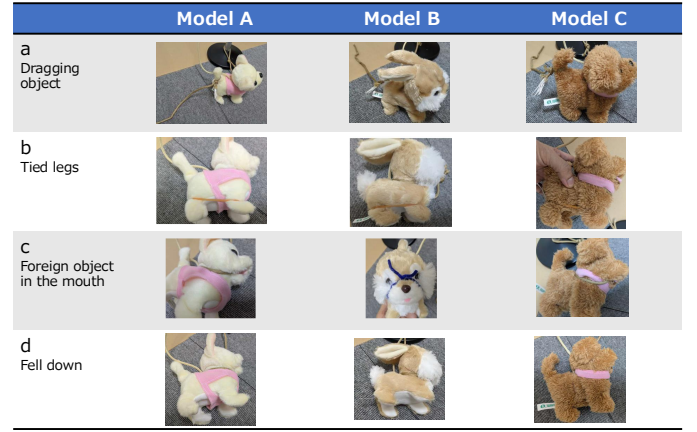 Model A Model B Model C
a
Dragging
object
b
Tied legs
c
Foreign object
in the mouth
d
Fell down